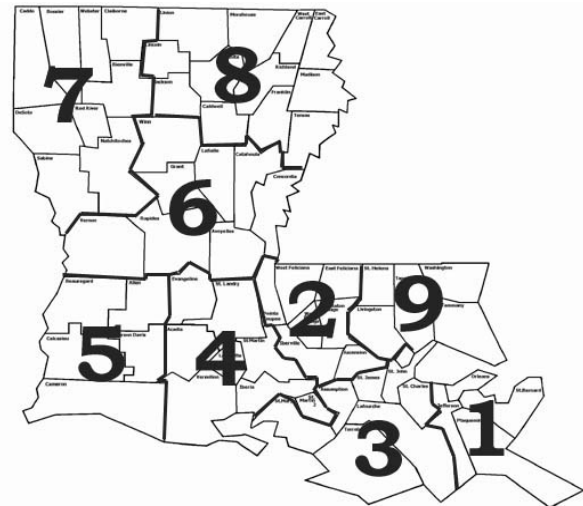 Caddo
Bossier
Webster
Claiborne
Union
Morehouse
West Carroll
East Carroll
Lincoln
7
8
Bienville
Jackson
Richland
Madison
DeSoto
Red River
Caldwell
Franklin
Tensas
Winn
Natchitoches
Sabine
LaSalle
Catahoula
Grant
Concordia
6
Vernon
Rapides
Avoyelles
Beauregard
Allen
Evangeline
St. Landry
West Feliciana
East Feliciana
St. Helena
Washington
2
9
Pointe Coupee
Livingston
Calcasieu
Jefferson Davis
Acadia
5
4
St. Martin
Iberville
Ascension
St. John
Cameron
Vermilion
Iberia
St. Mary
St. Martin
Assumption
St. James
St. Charles
Orleans
St. Bernard
Jefferson
Plaquemines
Lafourche
Terrebonne
3
1